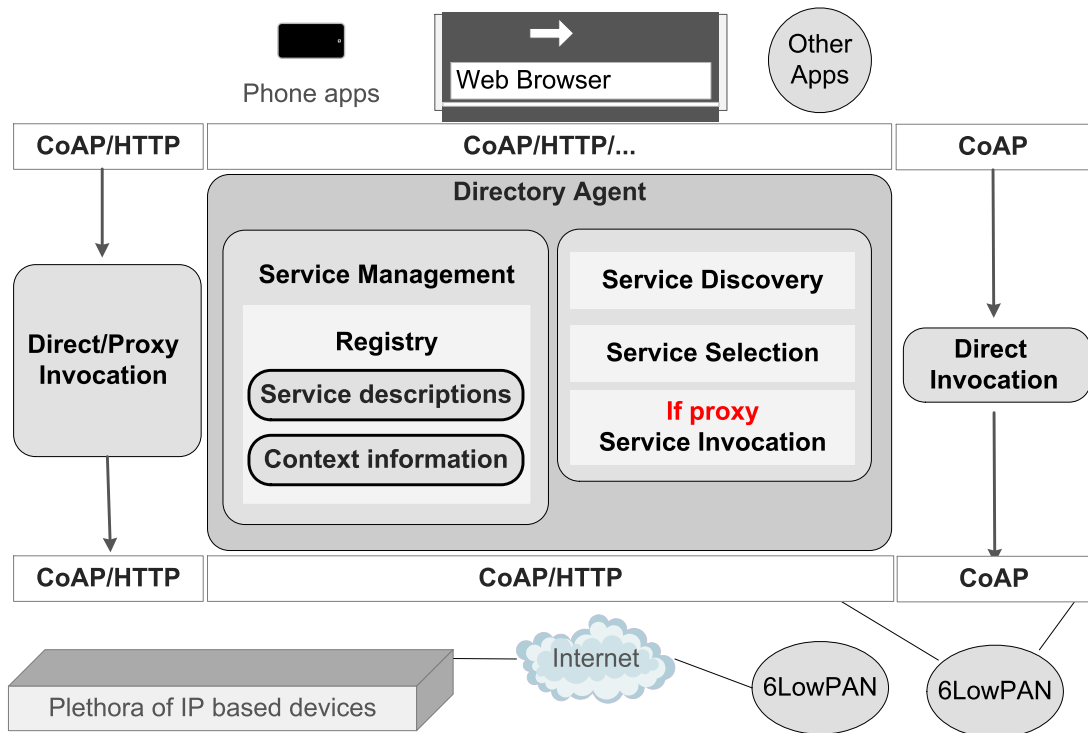 Phone apps
Web Browser
Other
Apps
CoAP/HTTP
CoAP/HTTP/...
CoAP
Directory Agent
Service Management
Registry
Service descriptions
Context information
Service Discovery
Service Selection
If proxy
Service Invocation
Direct/Proxy
Invocation
Direct
Invocation
CoAP/HTTP
CoAP/HTTP
CoAP
Internet
Plethora of IP based devices
6LowPAN
6LowPAN